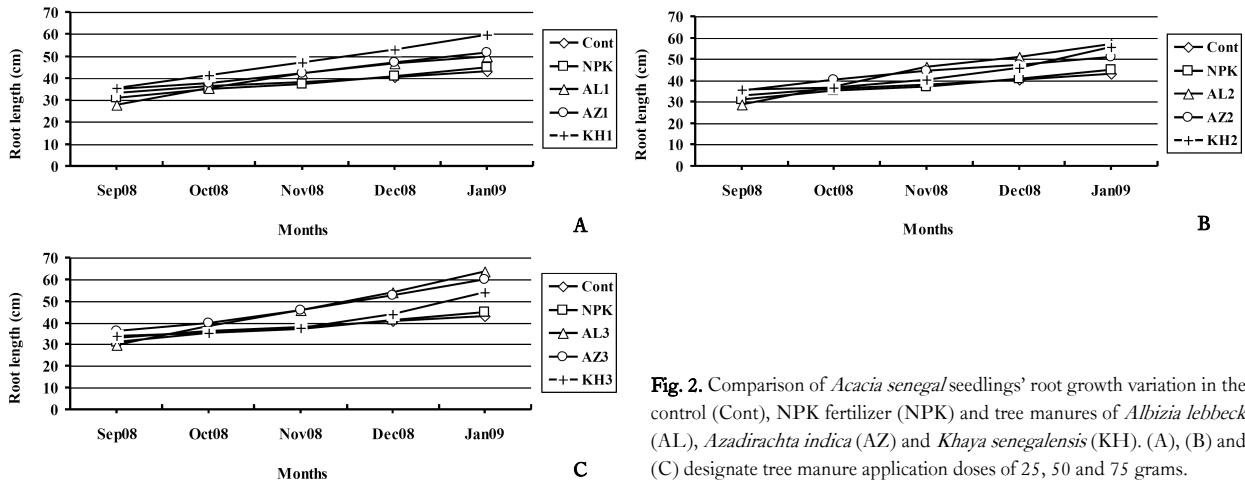 70
60
50
40
30
20
10
0
Root length (cm)
Sep08 Oct08 Nov08 Dec08 Jan09
Months
Cont
NPK
AL1
AZ1
KH1
A
70
60
50
40
30
20
10
0
Root length (cm)
Sep08 Oct08 Nov08 Dec08 Jan09
Months
Cont
NPK
AL2
AZ2
KH2
B
70
60
50
40
30
20
10
0
Root length (cm)
Sep08 Oct08 Nov08 Dec08 Jan09
Months
Cont
NPK
AL3
AZ3
KH3
C
Fig. 2. Comparison of Acacia senegal seedlings’ root growth variation in the
control (Cont), NPK fertilizer (NPK) and tree manures of Albizia lebbeck
(AL), Azadirachta indica (AZ) and Khaya senegalensis (KH). (A), (B) and
(C) designate tree manure application doses of 25, 50 and 75 grams.